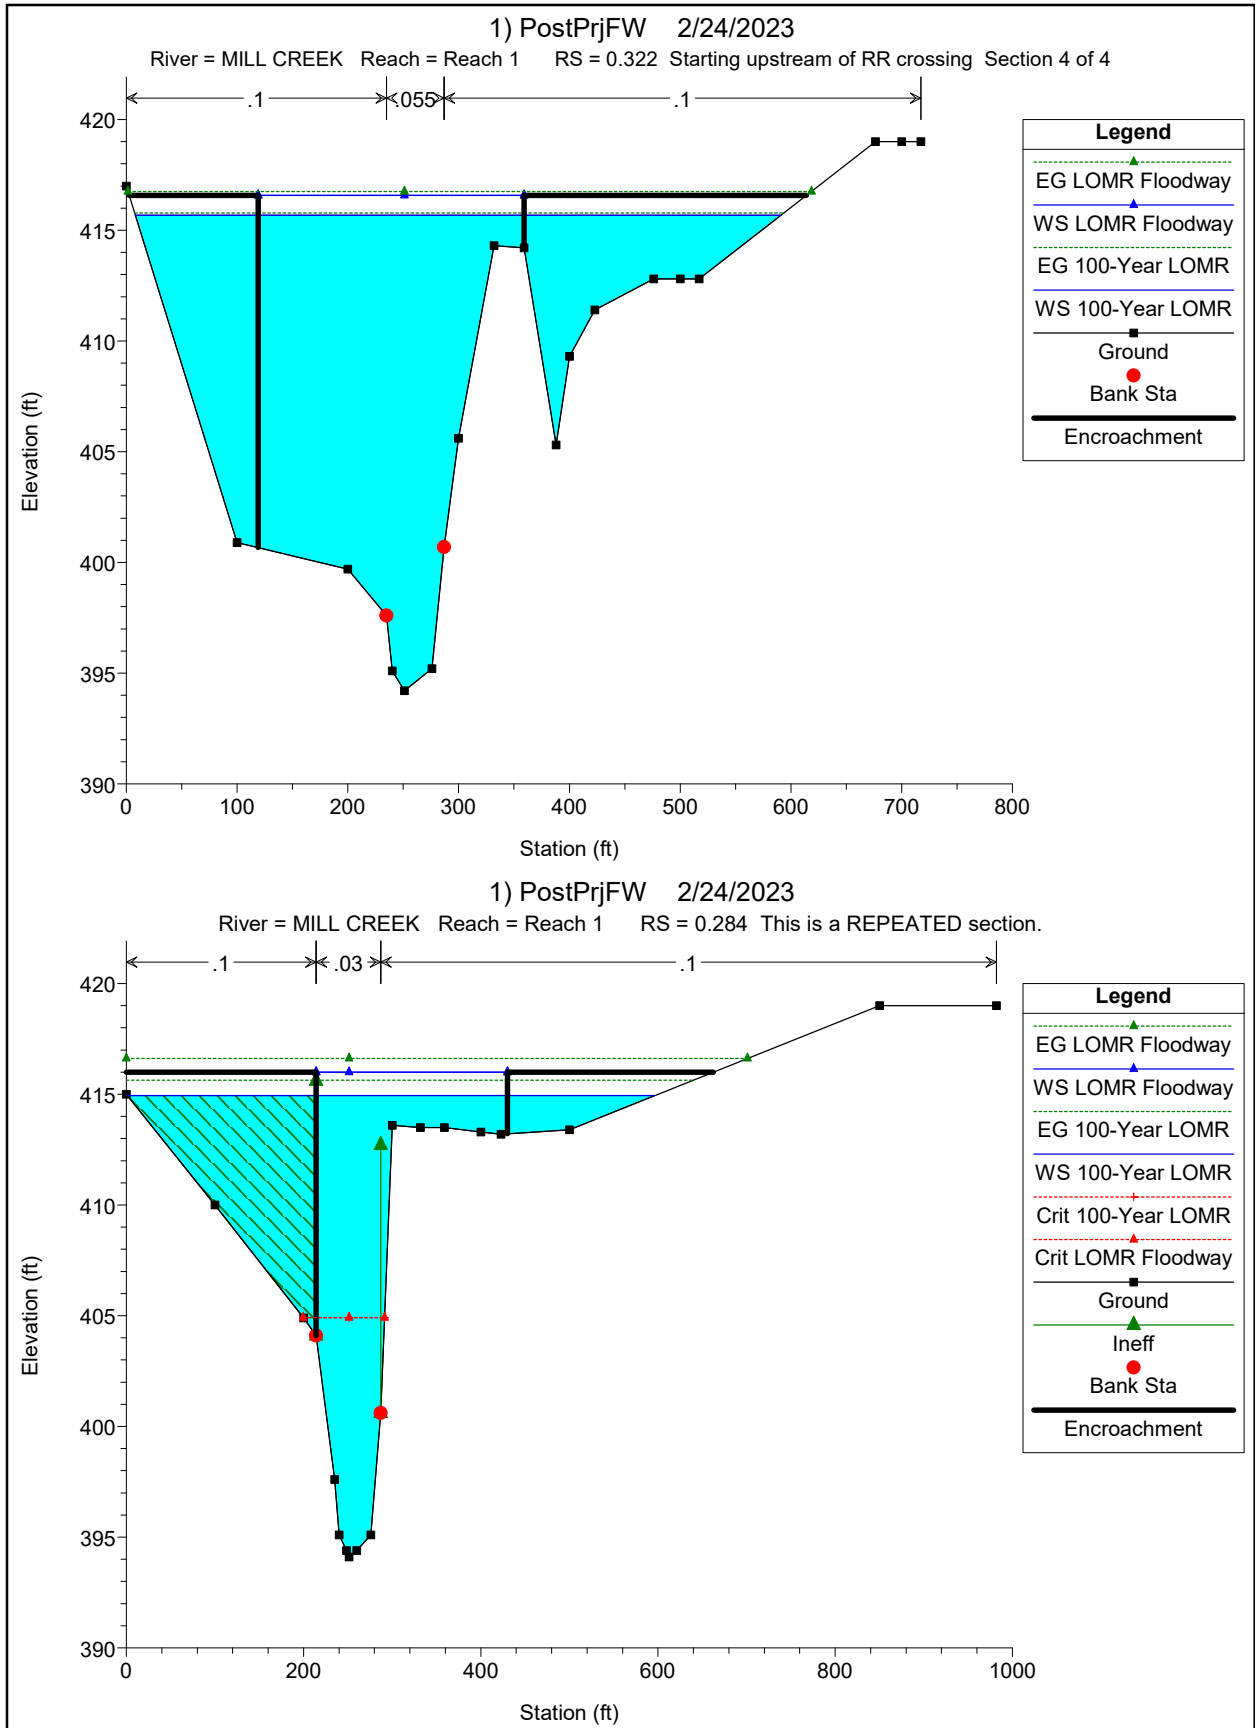 1) PostPrjFW 2/24/2023
River = MILL CREEK Reach = Reach 1 RS = 0.322 Starting upstream of RR crossing Section 4 of 4
.1 .055 .1
420
415
410
405
400
395
390
Elevation (ft)
0 100 200 300 400 500 600 700 800
Station (ft)
Legend
EG LOMR Floodway
WS LOMR Floodway
EG 100-Year LOMR
WS 100-Year LOMR
Ground
Bank Sta
Encroachment
1) PostPrjFW 2/24/2023
River = MILL CREEK Reach = Reach 1 RS = 0.284 This is a REPEATED section.
.1 .03 .1
420
415
410
405
400
395
390
Elevation (ft)
0 200 400 600 800 1000
Station (ft)
Legend
EG LOMR Floodway
WS LOMR Floodway
EG 100-Year LOMR
WS 100-Year LOMR
Crit 100-Year LOMR
Crit LOMR Floodway
Ground
Ineff
Bank Sta
Encroachment